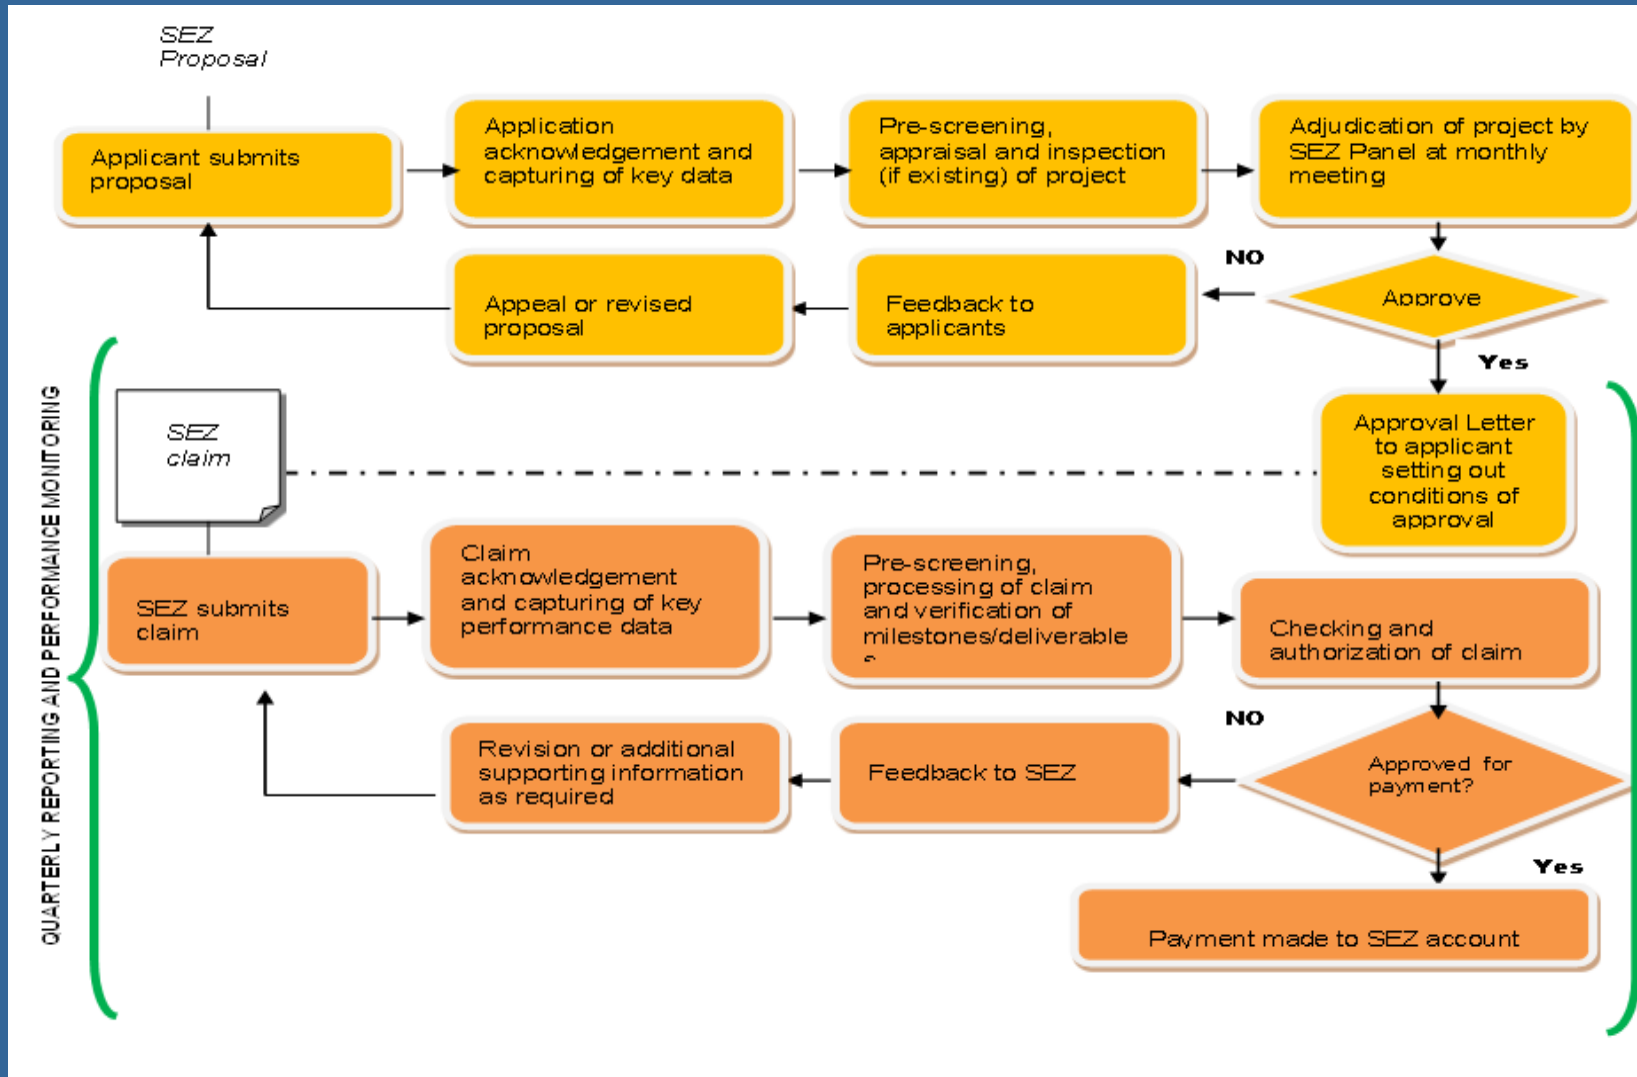 SEZ
Proposal
Applicant submits
proposal
Application
acknowledgement and
capturing of key data
Pre-screening,
appraisal and inspection
(if existing) of project
Adjudication of project by
SEZ Panel at monthly
meeting
Approve
NO
Feedback to
applicants
Appeal or revised
proposal
Yes
Approval Letter
to applicant
setting out
conditions of
approval
QUARTERLY REPORTING AND PERFORMANCE MONITORING
SEZ
claim
SEZ submits
claim
Claim
acknowledgement
and capturing of key
performance data
Pre-screening,
processing of claim
and verification of
milestones/deliverable
s
Checking and
authorization of claim
Approved for
payment?
NO
Feedback to SEZ
Revision or additional
supporting information
as required
Yes
Payment made to SEZ account